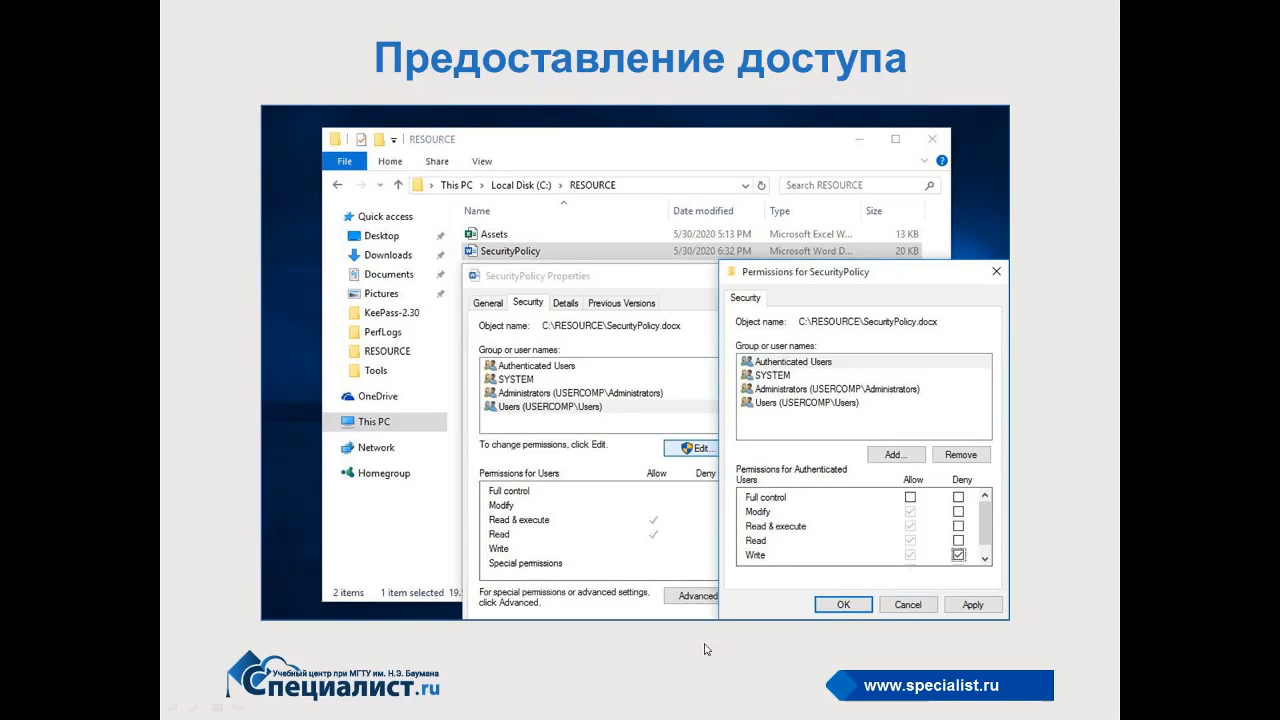 Предоставление доступа
RESOURCE
File Home Share View
This PC Local Disk (C:) RESOURCE Search RESOURCE
Name Date modified Type Size
Quick access
Desktop
Downloads
Documents
Pictures
KeePass-2.30
PerfLogs
RESOURCE
Tools
OneDrive
This PC
Network
Homegroup
Assets 5/30/2020 5:13 PM Microsoft Excel W... 13 KB
SecurityPolicy 5/30/2020 6:32 PM Microsoft Word D... 20 KB
2 items 1 item selected 19.
SecurityPolicy Properties
General Security Details Previous Versions
Object name: C:\RESOURCE\SecurityPolicy.docx
Group or user names:
Authenticated Users
SYSTEM
Administrators (USERCOMP\Administrators)
Users (USERCOMP\Users)
To change permissions, click Edit. Edit...
Permissions for Users Allow Deny
Full control
Modify
Read & execute
Read
Write
Special permissions
For special permissions or advanced settings,
click Advanced. Advanced
Permissions for SecurityPolicy
Security
Object name: C:\RESOURCE\SecurityPolicy.docx
Group or user names:
Authenticated Users
SYSTEM
Administrators (USERCOMP\Administrators)
Users (USERCOMP\Users)
Add... Remove
Permissions for Authenticated
Users Allow Deny
Full control
Modify
Read & execute
Read
Write
OK Cancel Apply
Учебный центр при МГТУ им. Н.Э. Баумана
Специалист.ru
www.specialist.ru